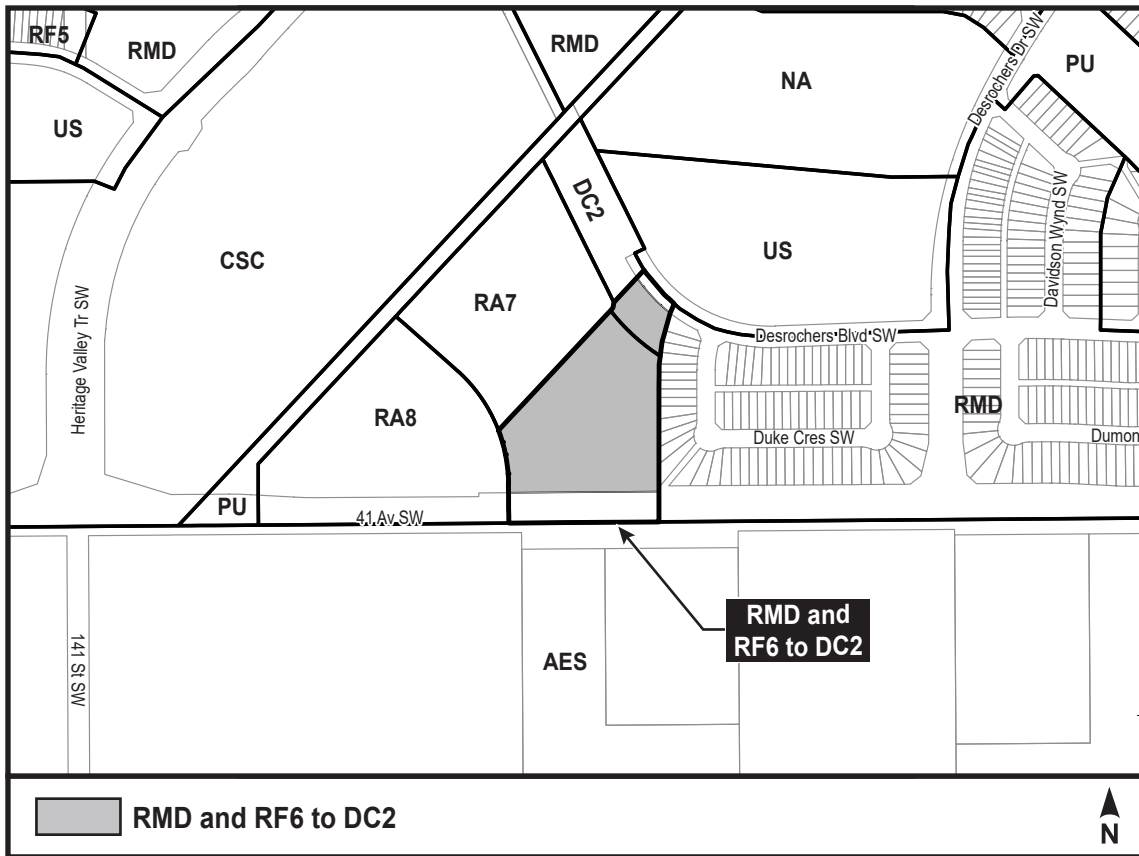 RF5
RMD
RMD
Desrochers Dr SW
PU
NA
US
DC2
Davidson Wynd SW
CSC
US
RA7
Heritage Valley Tr SW
Desrochers Blvd SW
RA8
RMD
Duke Cres SW
Dumon
PU
41 Av SW
RMD and
RF6 to DC2
141 St SW
AES
RMD and RF6 to DC2
N